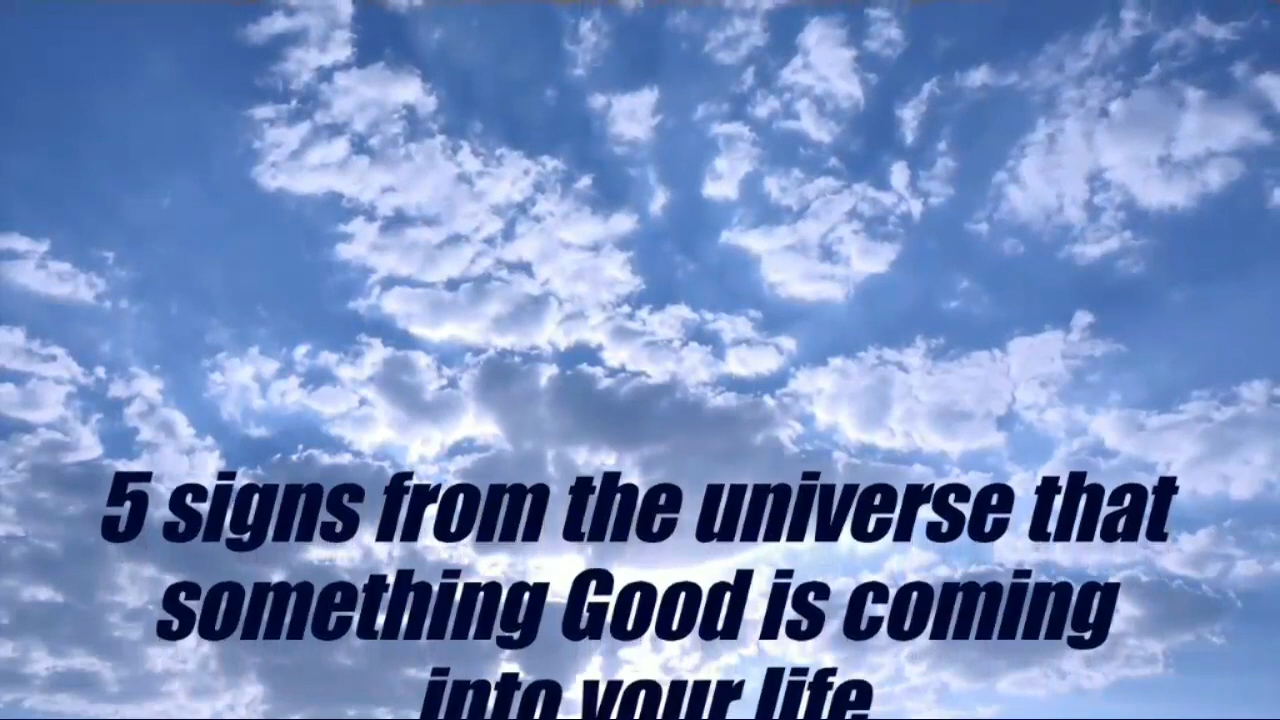 5 signs from the universe that
something Good is coming
into your life